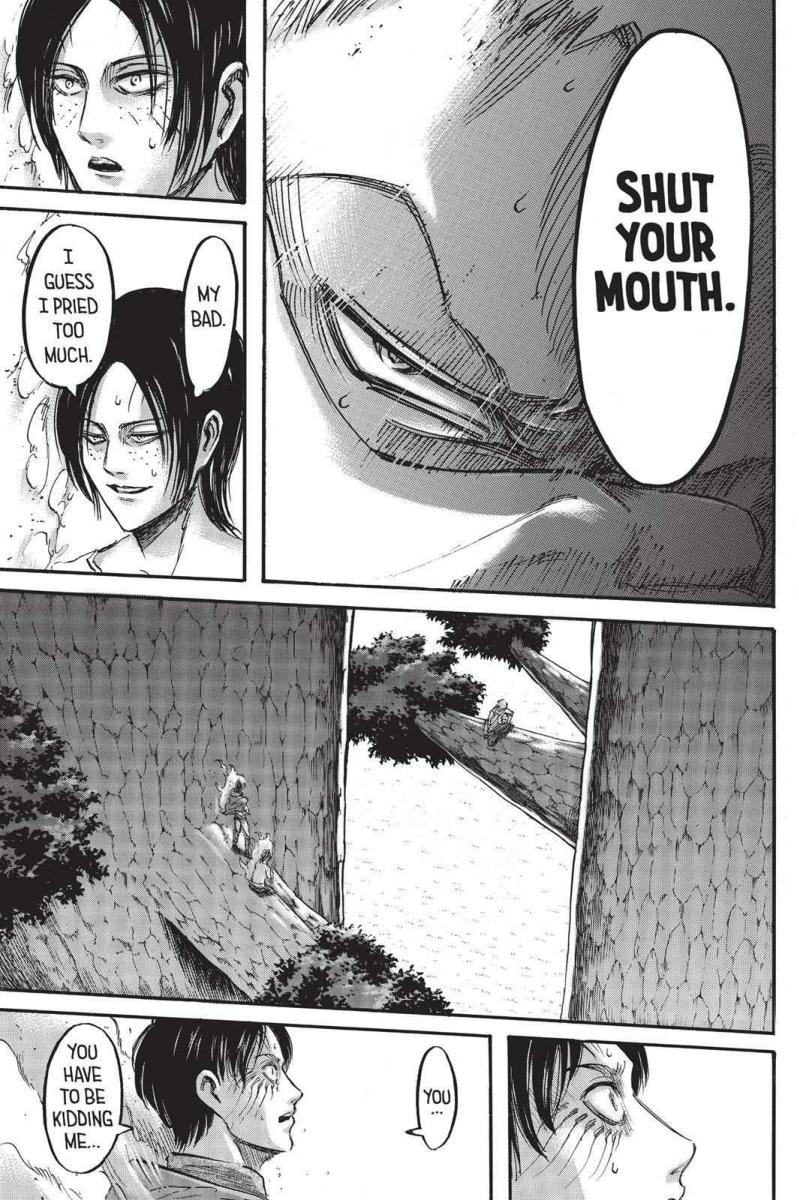 SHUT
YOUR
MOUTH.
MY
BAD.
I
GUESS
I PRIED
TOO
MUCH.
YOU
...
YOU
HAVE
TO BE
KIDDING
ME...